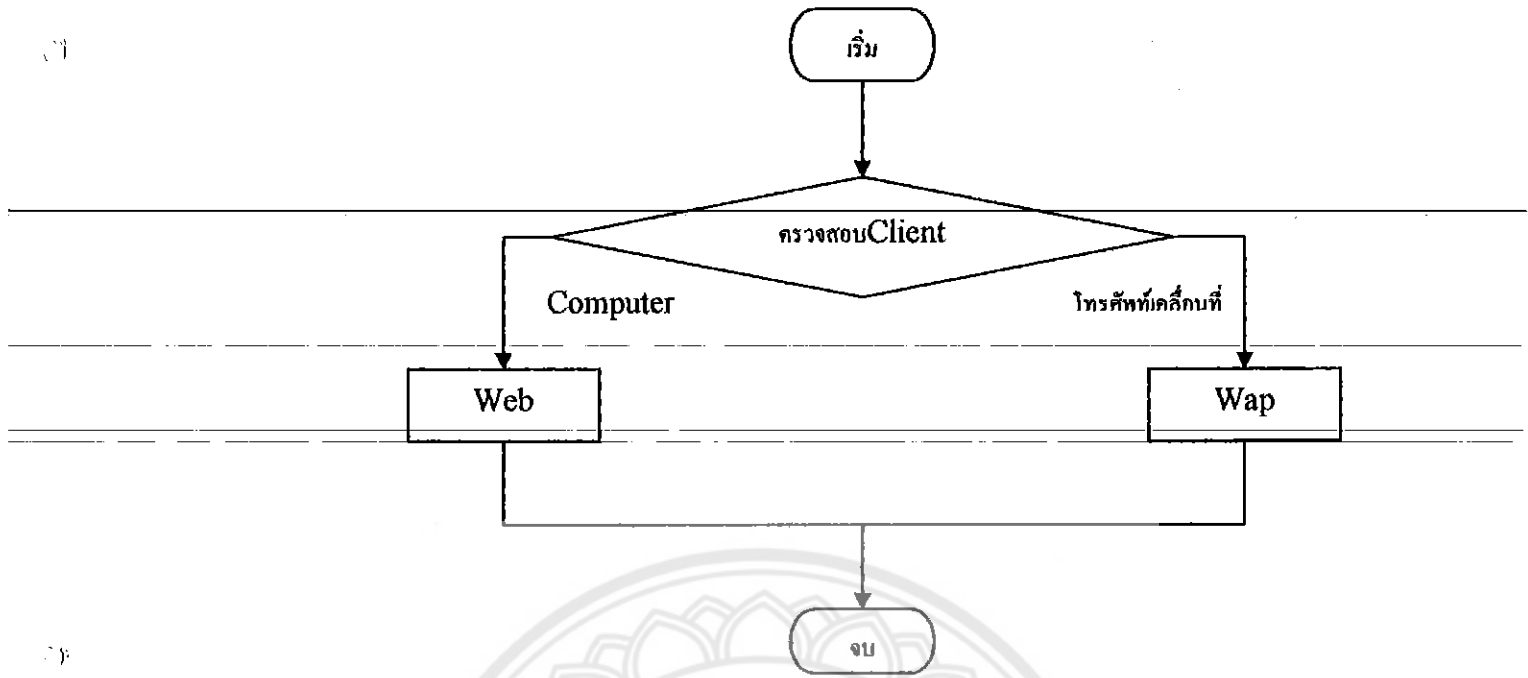 เริ่ม
ตรวจสอบClient
Computer
โทรศัพท์เคลื่อนที่
Web
Wap
จบ